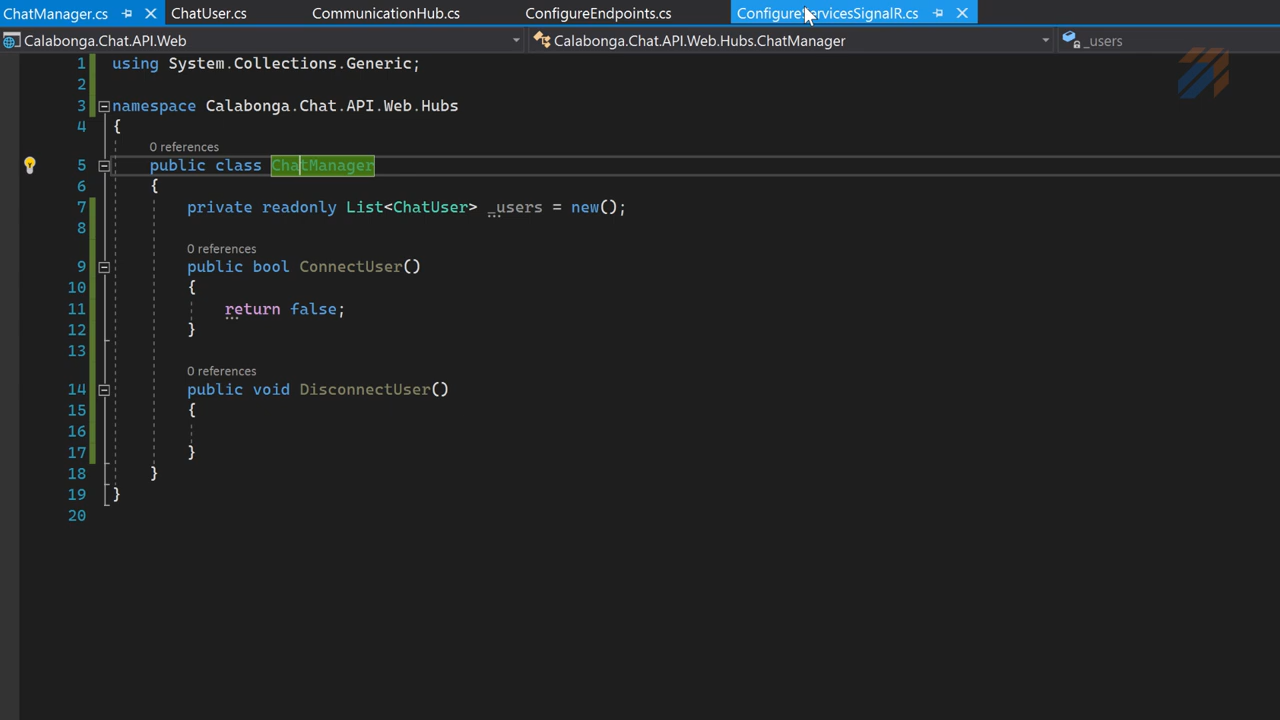 ChatManager.cs ChatUser.cs CommunicationHub.cs ConfigureEndpoints.cs ConfigureServicesSignalR.cs
Calabonga.Chat.API.Web Calabonga.Chat.API.Web.Hubs.ChatManager _users
1 using System.Collections.Generic;
2
3 namespace Calabonga.Chat.API.Web.Hubs
4 {
0 references
5 public class ChatManager
6 {
7 private readonly List<ChatUser> _users = new();
8
0 references
9 public bool ConnectUser()
10 {
11 return false;
12 }
13
0 references
14 public void DisconnectUser()
15 {
16
17 }
18 }
19 }
20